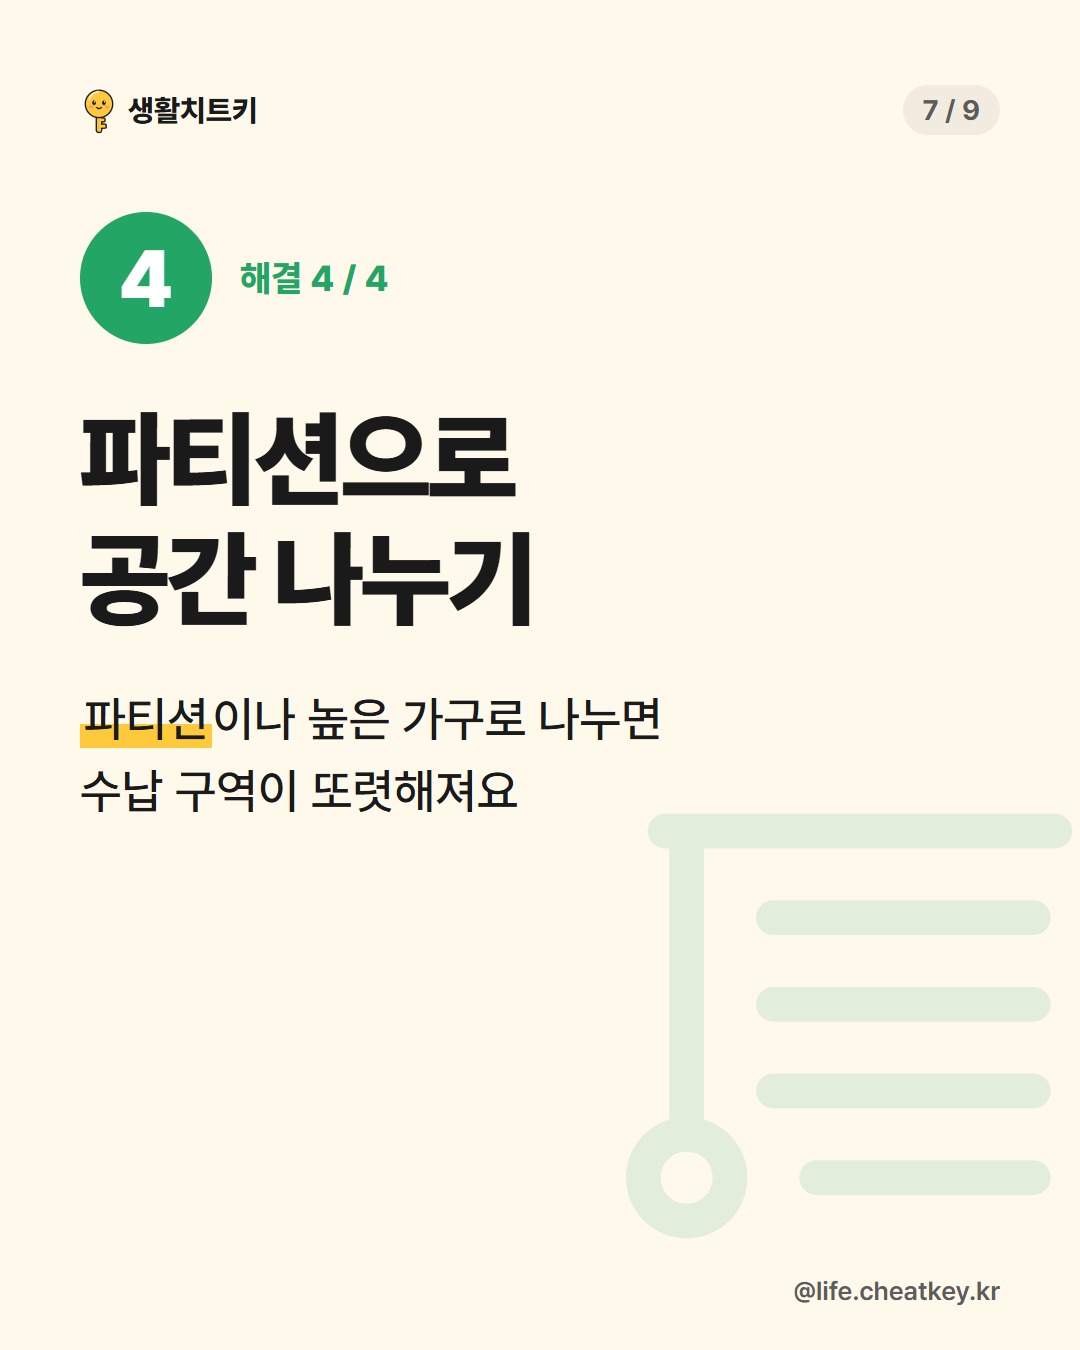 생활치트키
7 / 9
4
해결 4 / 4
파티션으로
공간 나누기
파티션이나 높은 가구로 나누면
수납 구역이 또렷해져요
@life.cheatkey.kr